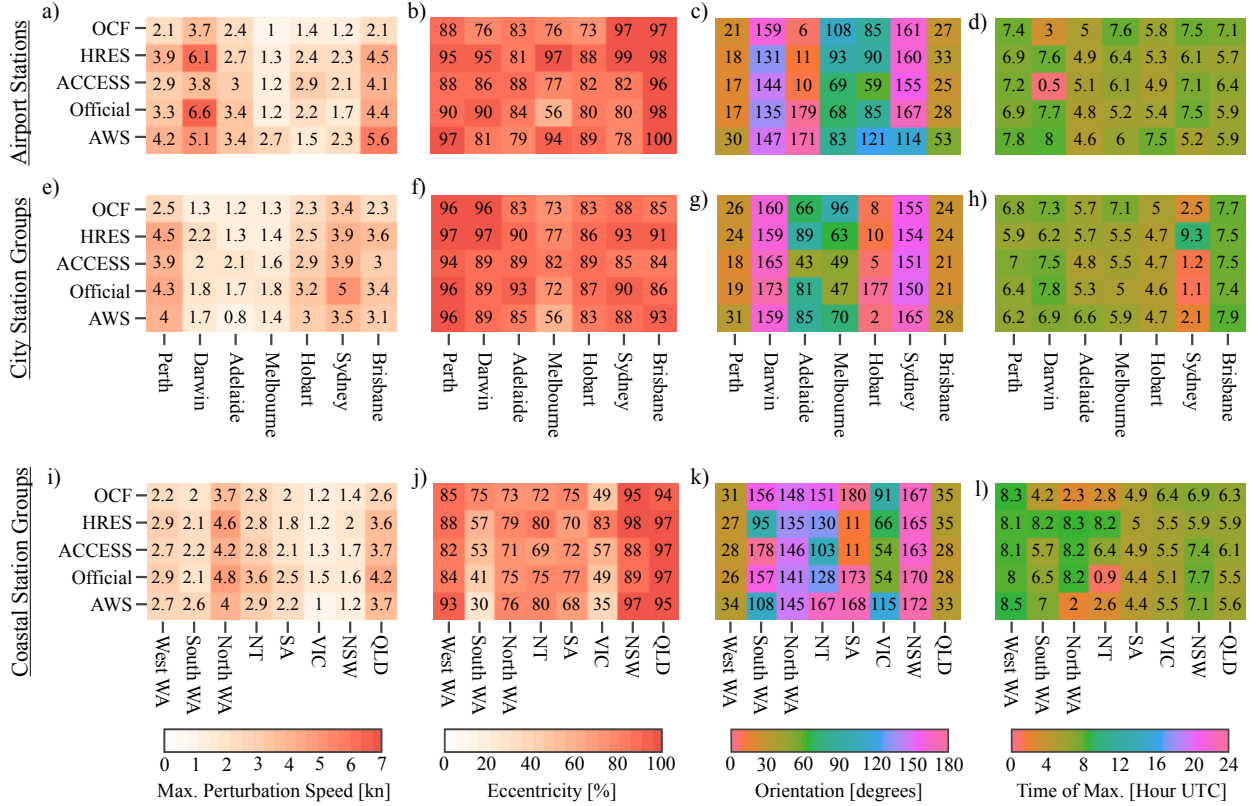 a) b) c) d)
Airport Stations
OCF 2.1 3.7 2.4 1 1.4 1.2 2.1 88 76 83 76 73 97 97 21 159 6 108 85 161 27 7.4 3 5 7.6 5.8 7.5 7.1
HRES 3.9 6.1 2.7 1.3 2.4 2.3 4.5 95 95 81 97 88 99 98 18 131 11 93 90 160 33 6.9 7.6 4.9 6.4 5.3 6.1 5.7
ACCESS 2.9 3.8 3 1.2 2.9 2.1 4.1 88 86 88 77 82 82 96 17 144 10 69 59 155 25 7.2 0.5 5.1 6.1 4.9 7.1 6.4
Official 3.3 6.6 3.4 1.2 2.2 1.7 4.4 90 90 84 56 80 80 98 17 135 179 68 85 167 28 6.9 7.7 4.8 5.2 5.4 7.5 5.9
AWS 4.2 5.1 3.4 2.7 1.5 2.3 5.6 97 81 79 94 89 78 100 30 147 171 83 121 114 53 7.8 8 4.6 6 7.5 5.2 5.9
e) f) g) h)
City Station Groups
OCF 2.5 1.3 1.2 1.3 2.3 3.4 2.3 96 96 83 73 83 88 85 26 160 66 96 8 155 24 6.8 7.3 5.7 7.1 5 2.5 7.7
HRES 4.5 2.2 1.3 1.4 2.5 3.9 3.6 97 97 90 77 86 93 91 24 159 89 63 10 154 24 5.9 6.2 5.7 5.7 4.7 9.3 7.5
ACCESS 3.9 2 2.1 1.6 2.9 3.9 3 94 89 89 82 89 85 84 18 165 43 49 5 151 21 7 7.5 4.8 5.5 4.7 1.2 7.5
Official 4.3 1.8 1.7 1.8 3.2 5 3.4 96 89 93 72 87 90 86 19 173 81 47 177 150 21 6.4 7.8 5.3 5 4.6 1.1 7.4
AWS 4 1.7 0.8 1.4 3 3.5 3.1 96 89 85 56 83 88 93 31 159 85 70 2 165 28 6.2 6.9 6.6 5.9 4.7 2.1 7.9
Perth Darwin Adelaide Melbourne Hobart Sydney Brisbane Perth Darwin Adelaide Melbourne Hobart Sydney Brisbane Perth Darwin Adelaide Melbourne Hobart Sydney Brisbane Perth Darwin Adelaide Melbourne Hobart Sydney Brisbane
i) j) k) l)
Coastal Station Groups
OCF 2.2 2 3.7 2.8 2 1.2 1.4 2.6 85 75 73 72 75 49 95 94 31 156 148 151 180 91 167 35 8.3 4.2 2.3 2.8 4.9 6.4 6.9 6.3
HRES 2.9 2.1 4.6 2.8 1.8 1.2 2 3.6 88 57 79 80 70 83 98 97 27 95 135 130 11 66 165 35 8.1 8.2 8.3 8.2 5 5.5 5.9 5.9
ACCESS 2.7 2.2 4.2 2.8 2.1 1.3 1.7 3.7 82 53 71 69 72 57 88 97 28 178 146 103 11 54 163 28 8.1 5.7 8.2 6.4 4.9 5.5 7.4 6.1
Official 2.9 2.1 4.8 3.6 2.5 1.5 1.6 4.2 84 41 75 75 77 49 89 97 26 157 141 128 173 54 170 28 8 6.5 8.2 0.9 4.4 5.1 7.7 5.5
AWS 2.7 2.6 4 2.9 2.2 1 1.2 3.7 93 30 76 80 68 35 97 95 34 108 145 167 168 115 172 33 8.5 7 2 2.6 4.4 5.5 7.1 5.6
West WA South WA North WA NT SA VIC NSW QLD West WA South WA North WA NT SA VIC NSW QLD West WA South WA North WA NT SA VIC NSW QLD West WA South WA North WA NT SA VIC NSW QLD
0 1 2 3 4 5 6 7 0 20 40 60 80 100 0 30 60 90 120 150 180 0 4 8 12 16 20 24
Max. Perturbation Speed [kn] Eccentricity [%] Orientation [degrees] Time of Max. [Hour UTC]